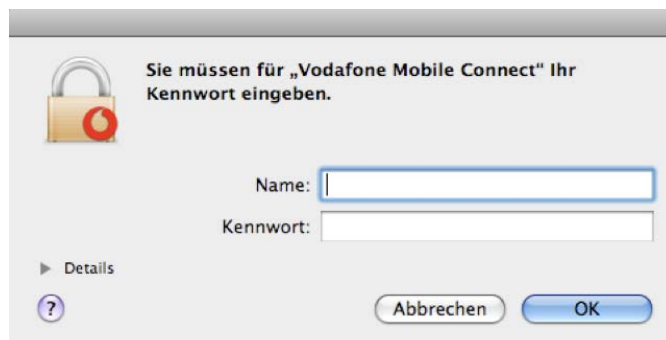 Sie müssen für „Vodafone Mobile Connect“ Ihr
Kennwort eingeben.
Name:
Kennwort:
Details
?
Abbrechen
OK